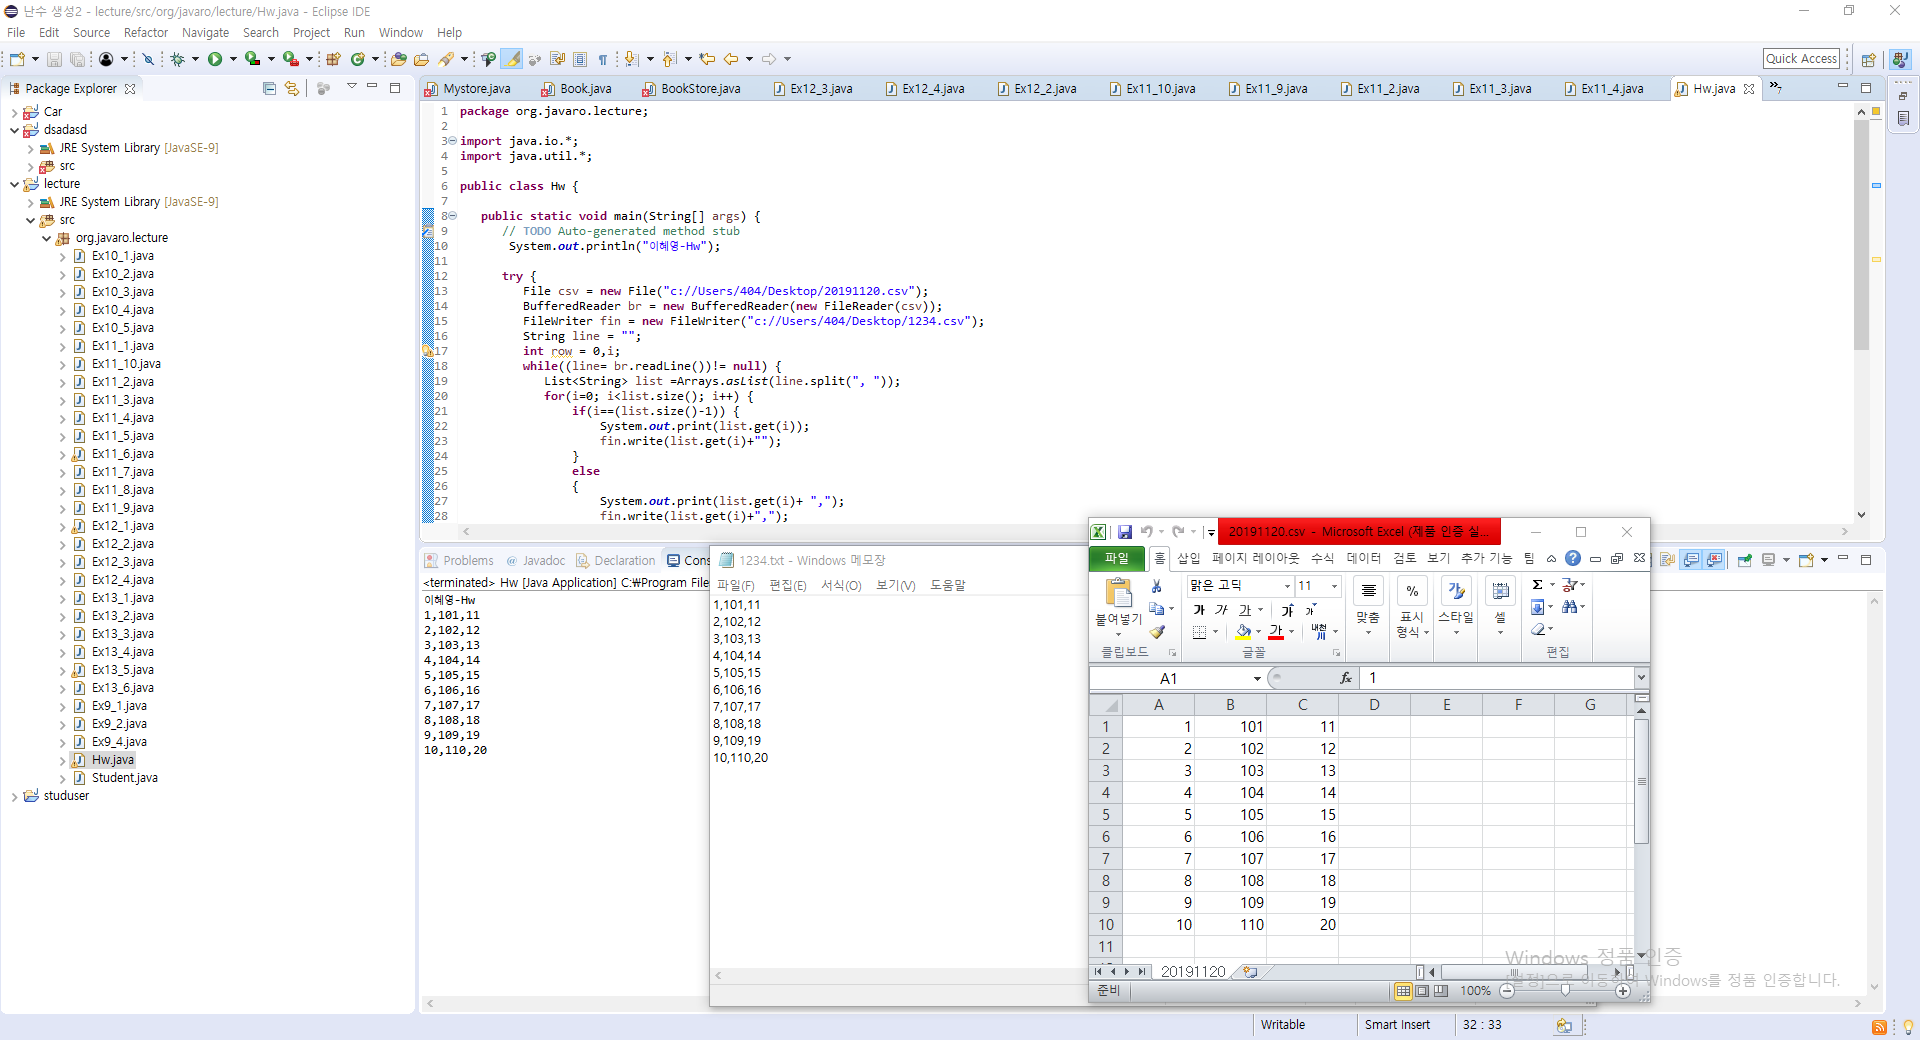 난수 생성2 - lecture/src/org/javaro/lecture/Hw.java - Eclipse IDE
File Edit Source Refactor Navigate Search Project Run Window Help
Quick Access
Package Explorer
Car
dsadasd
JRE System Library [JavaSE-9]
src
lecture
JRE System Library [JavaSE-9]
src
org.javaro.lecture
Ex10_1.java
Ex10_2.java
Ex10_3.java
Ex10_4.java
Ex10_5.java
Ex11_1.java
Ex11_10.java
Ex11_2.java
Ex11_3.java
Ex11_4.java
Ex11_5.java
Ex11_6.java
Ex11_7.java
Ex11_8.java
Ex11_9.java
Ex12_1.java
Ex12_2.java
Ex12_3.java
Ex12_4.java
Ex13_1.java
Ex13_2.java
Ex13_3.java
Ex13_4.java
Ex13_5.java
Ex13_6.java
Ex9_1.java
Ex9_2.java
Ex9_4.java
Hw.java
Student.java
studuser
Mystore.java Book.java BookStore.java Ex12_3.java Ex12_4.java Ex12_2.java Ex11_10.java Ex11_9.java Ex11_2.java Ex11_3.java Ex11_4.java Hw.java »7
1 package org.javaro.lecture;
2
3 import java.io.*;
4 import java.util.*;
5
6 public class Hw {
7
8 public static void main(String[] args) {
9 // TODO Auto-generated method stub
10 System.out.println("이혜영-Hw");
11
12 try {
13 File csv = new File("c://Users/404/Desktop/20191120.csv");
14 BufferedReader br = new BufferedReader(new FileReader(csv));
15 FileWriter fin = new FileWriter("c://Users/404/Desktop/1234.csv");
16 String line = "";
17 int row = 0,i;
18 while((line= br.readLine())!= null) {
19 List<String> list =Arrays.asList(line.split(", "));
20 for(i=0; i<list.size(); i++) {
21 if(i==(list.size()-1)) {
22 System.out.print(list.get(i));
23 fin.write(list.get(i)+"");
24 }
25 else
26 {
27 System.out.print(list.get(i)+ ",");
28 fin.write(list.get(i)+",");
Problems Javadoc Declaration Cons
<terminated> Hw [Java Application] C:₩Program File
이혜영-Hw
1,101,11
2,102,12
3,103,13
4,104,14
5,105,15
6,106,16
7,107,17
8,108,18
9,109,19
10,110,20
1234.txt - Windows 메모장
파일(F) 편집(E) 서식(O) 보기(V) 도움말
1,101,11
2,102,12
3,103,13
4,104,14
5,105,15
6,106,16
7,107,17
8,108,18
9,109,19
10,110,20
20191120.csv - Microsoft Excel (제품 인증 실...
파일 홈 삽입 페이지 레이아웃 수식 데이터 검토 보기 추가 기능 팀
붙여넣기
맑은 고딕 11
가 가 가 가 가
가 내천
맞춤 표시 형식 스타일 셀
클립보드 글꼴 편집
A1 fx 1
A B C D E F G
1 1 101 11
2 2 102 12
3 3 103 13
4 4 104 14
5 5 105 15
6 6 106 16
7 7 107 17
8 8 108 18
9 9 109 19
10 10 110 20
11
20191120
준비 100%
Windows 정품 인증
[설정]으로 이동하여 Windows를 정품 인증합니다.
Writable Smart Insert 32 : 33